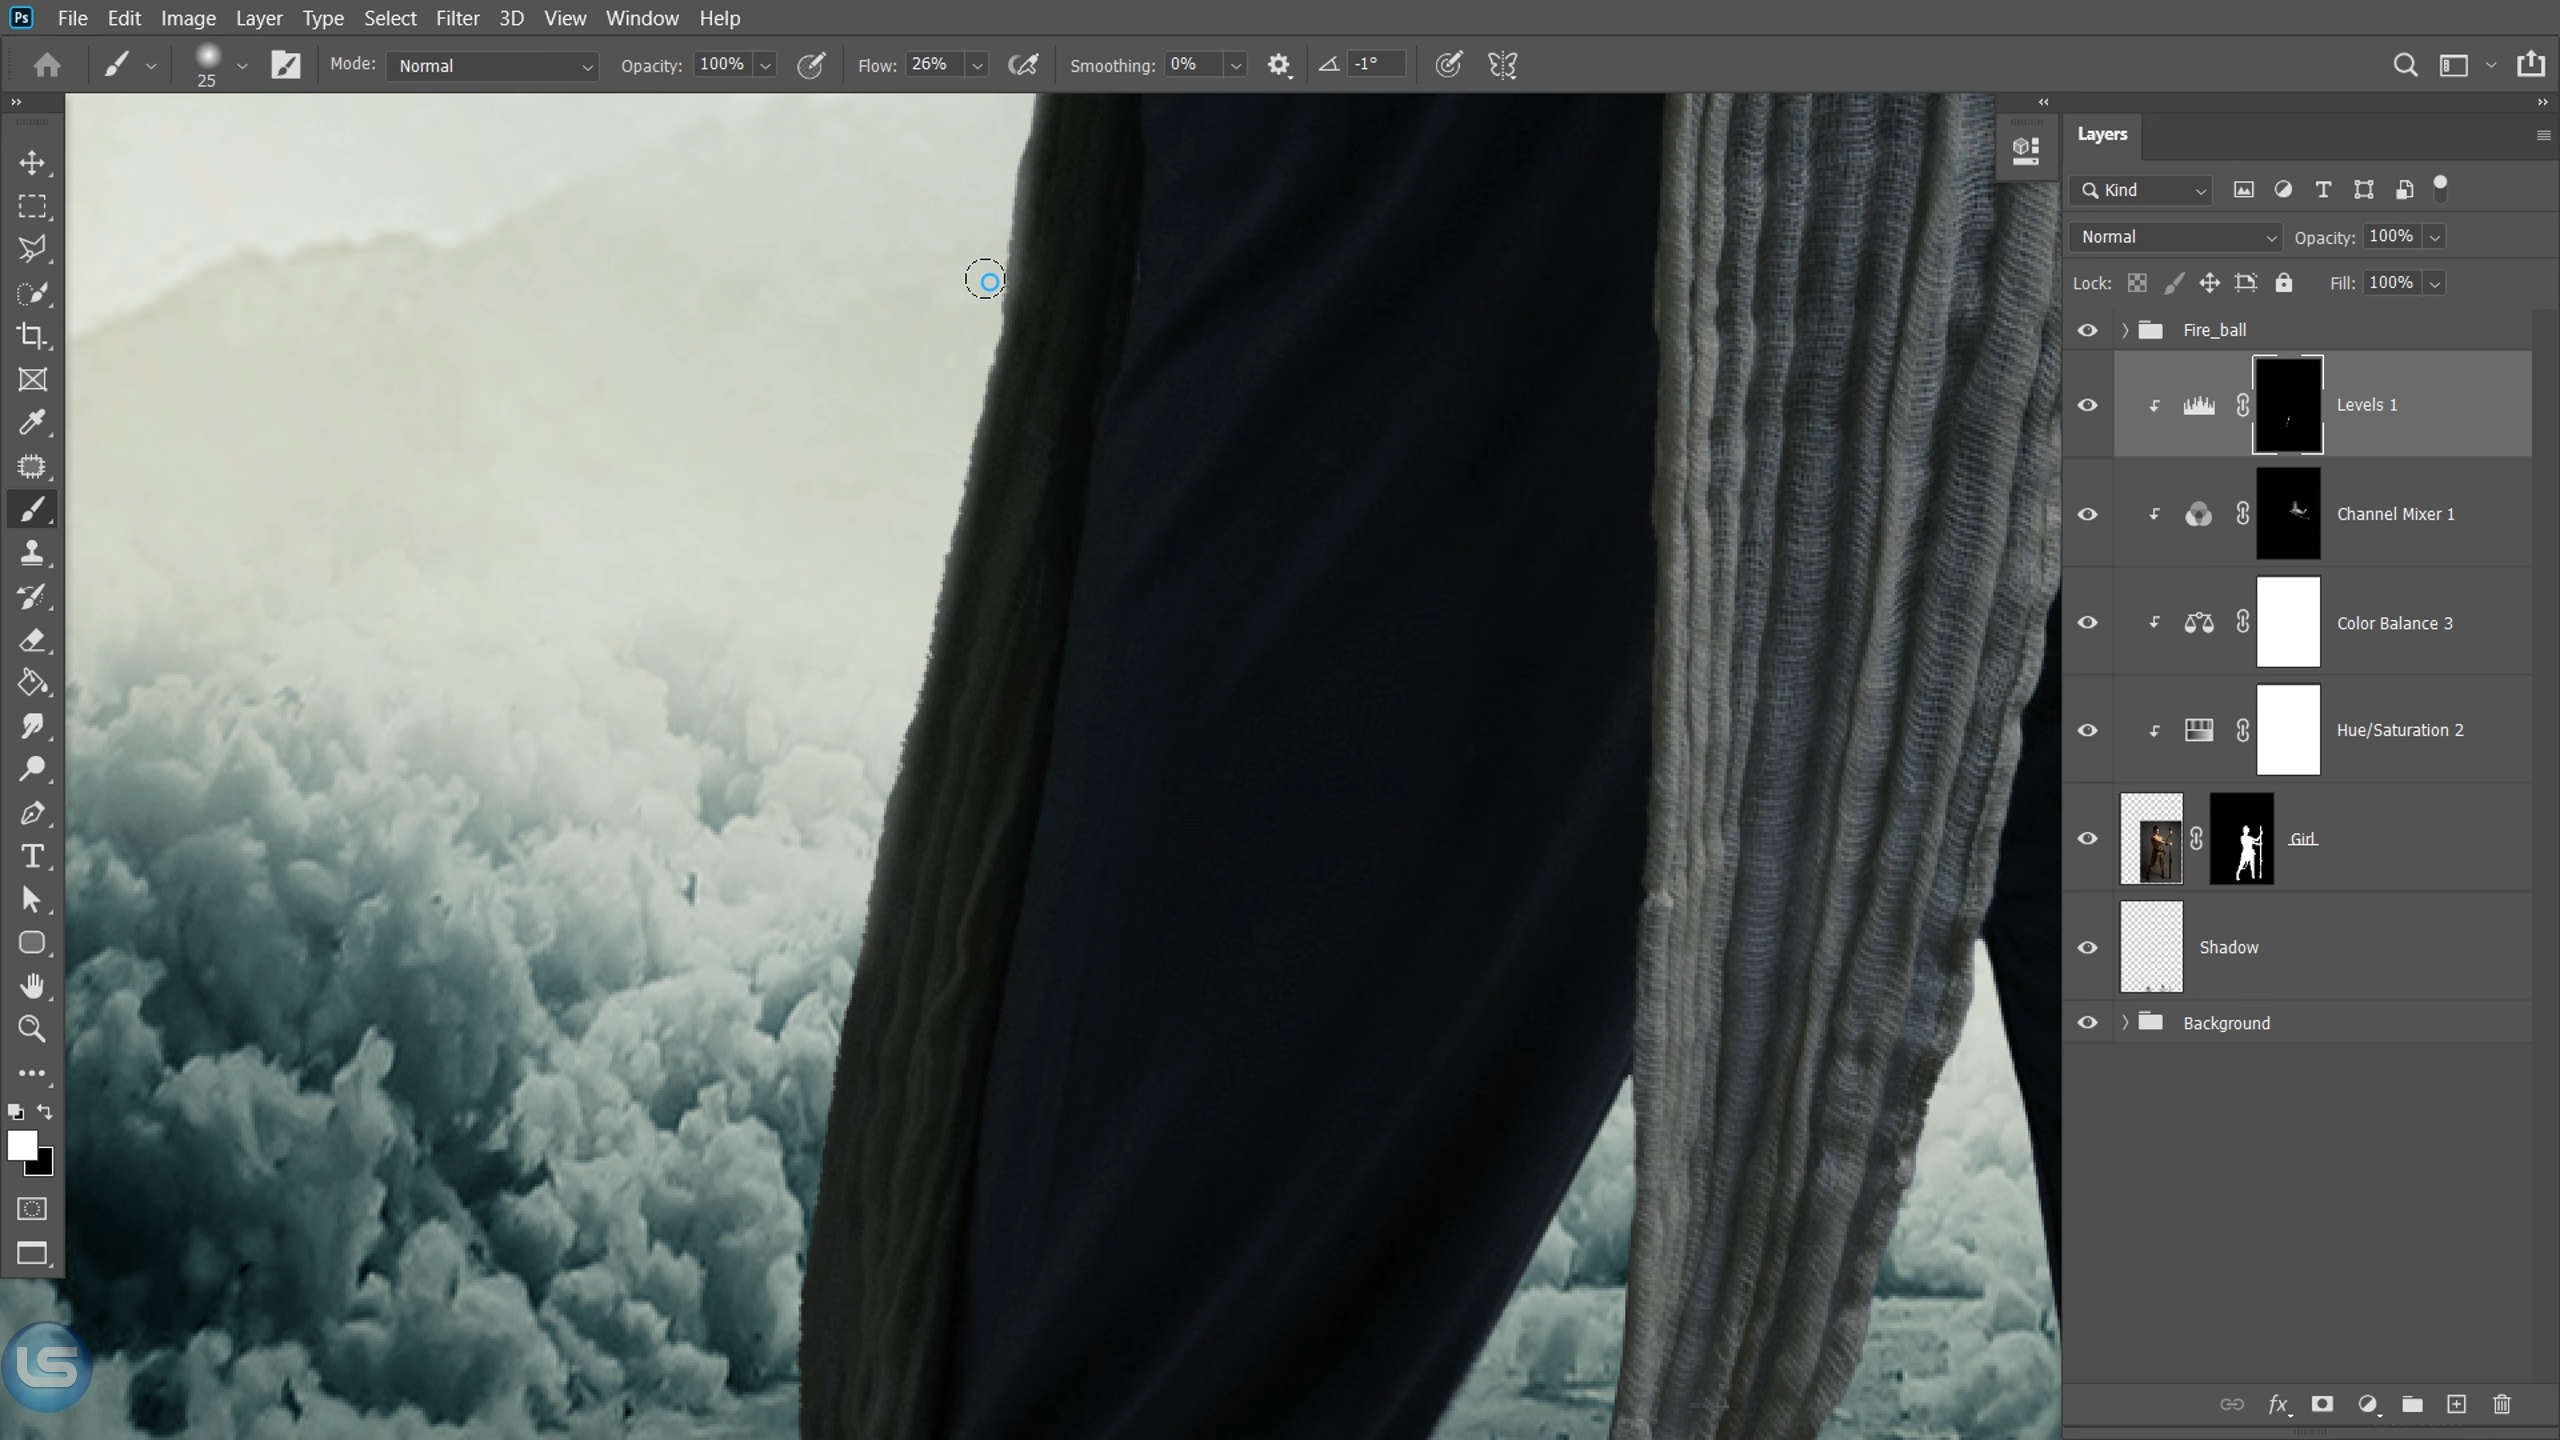 Ps File Edit Image Layer Type Select Filter 3D View Window Help
25 Mode: Normal Opacity: 100% Flow: 26% Smoothing: 0% -1°
Layers
Kind
Normal Opacity: 100%
Lock: Fill: 100%
Fire_ball
Levels 1
Channel Mixer 1
Color Balance 3
Hue/Saturation 2
Girl
Shadow
Background
fx
LS